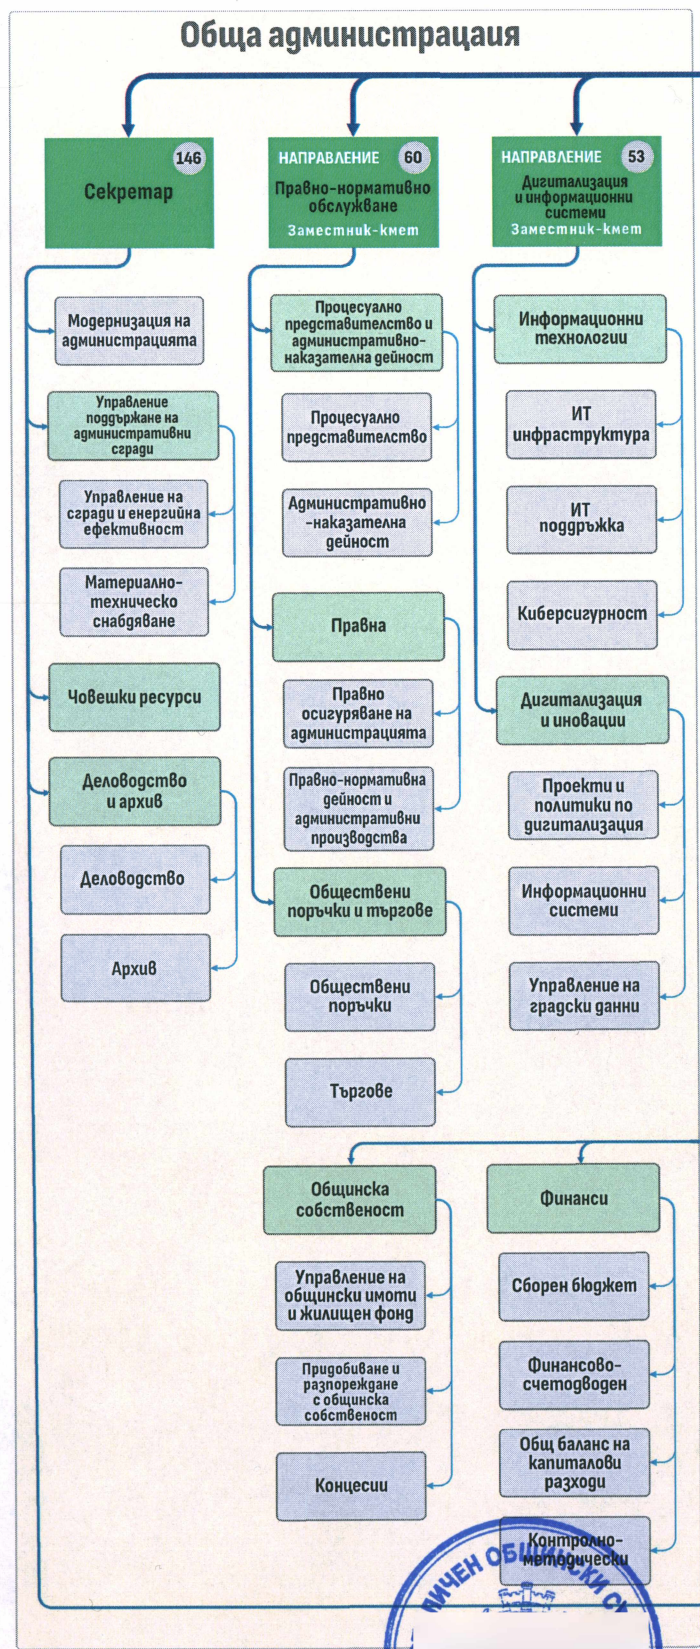 Обща администрацаия
146
Секретар
Модернизация на
администрацията
Управление
поддържане на
административни
сгради
Управление на
сгради и енергийна
ефективност
Материално-
техническо
снабдяване
Човешки ресурси
Деловодство
и архив
Деловодство
Архив
НАПРАВЛЕНИЕ 60
Правно-нормативно
обслужване
Заместник-кмет
Процесуално
представителство и
административно-
наказателна дейност
Процесуално
представителство
Административно
-наказателна
дейност
Правна
Правно
осигуряване на
администрацията
Правно-нормативна
дейност и
административни
производства
Обществени
поръчки и търгове
Обществени
поръчки
Търгове
НАПРАВЛЕНИЕ 53
Дигитализация
и информационни
системи
Заместник-кмет
Информационни
технологии
ИТ
инфраструктура
ИТ
поддръжка
Киберсигурност
Дигитализация
и иновации
Проекти и
политики по
дигитализация
Информационни
системи
Управление на
градски данни
Общинска
собственост
Управление на
общински имоти
и жилищен фонд
Придобиване и
разпореждане
с общинска
собственост
Концесии
Финанси
Сборен бюджет
Финансово-
счетодводен
Общ баланс на
капиталови
разходи
Контролно-
методически
ЛИЧЕН ОБЩИНСКИ С